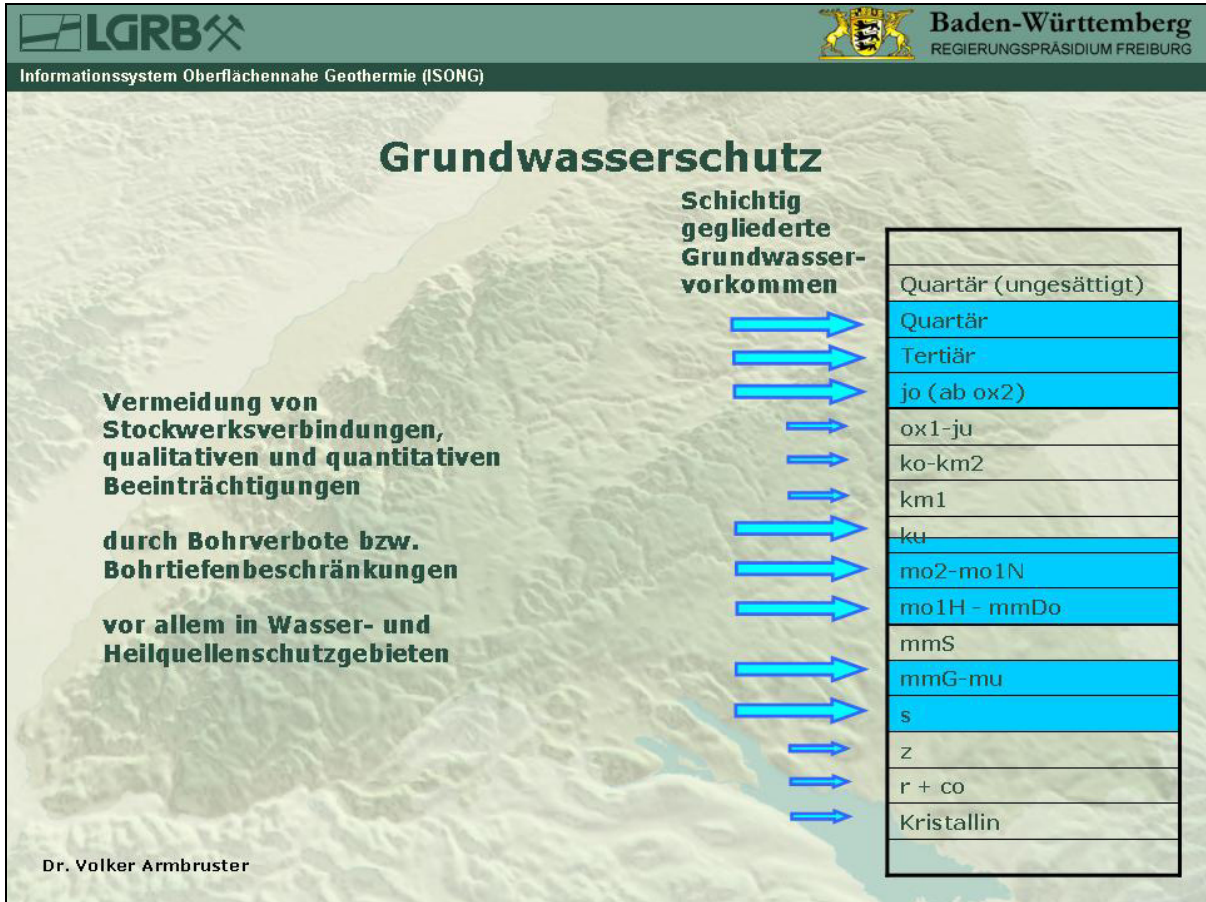 LGRB
Baden-Württemberg
REGIERUNGSPRÄSIDIUM FREIBURG
Informationssystem Oberflächennahe Geothermie (ISONG)
Grundwasserschutz
Schichtig
gegliederte
Grundwasser-
vorkommen
Vermeidung von
Stockwerksverbindungen,
qualitativen und quantitativen
Beeinträchtigungen
durch Bohrverbote bzw.
Bohrtiefenbeschränkungen
vor allem in Wasser- und
Heilquellenschutzgebieten
Quartär (ungesättigt)
Quartär
Tertiär
jo (ab ox2)
ox1-ju
ko-km2
km1
ku
mo2-mo1N
mo1H - mmDo
mmS
mmG-mu
s
z
r + co
Kristallin
Dr. Volker Armbruster